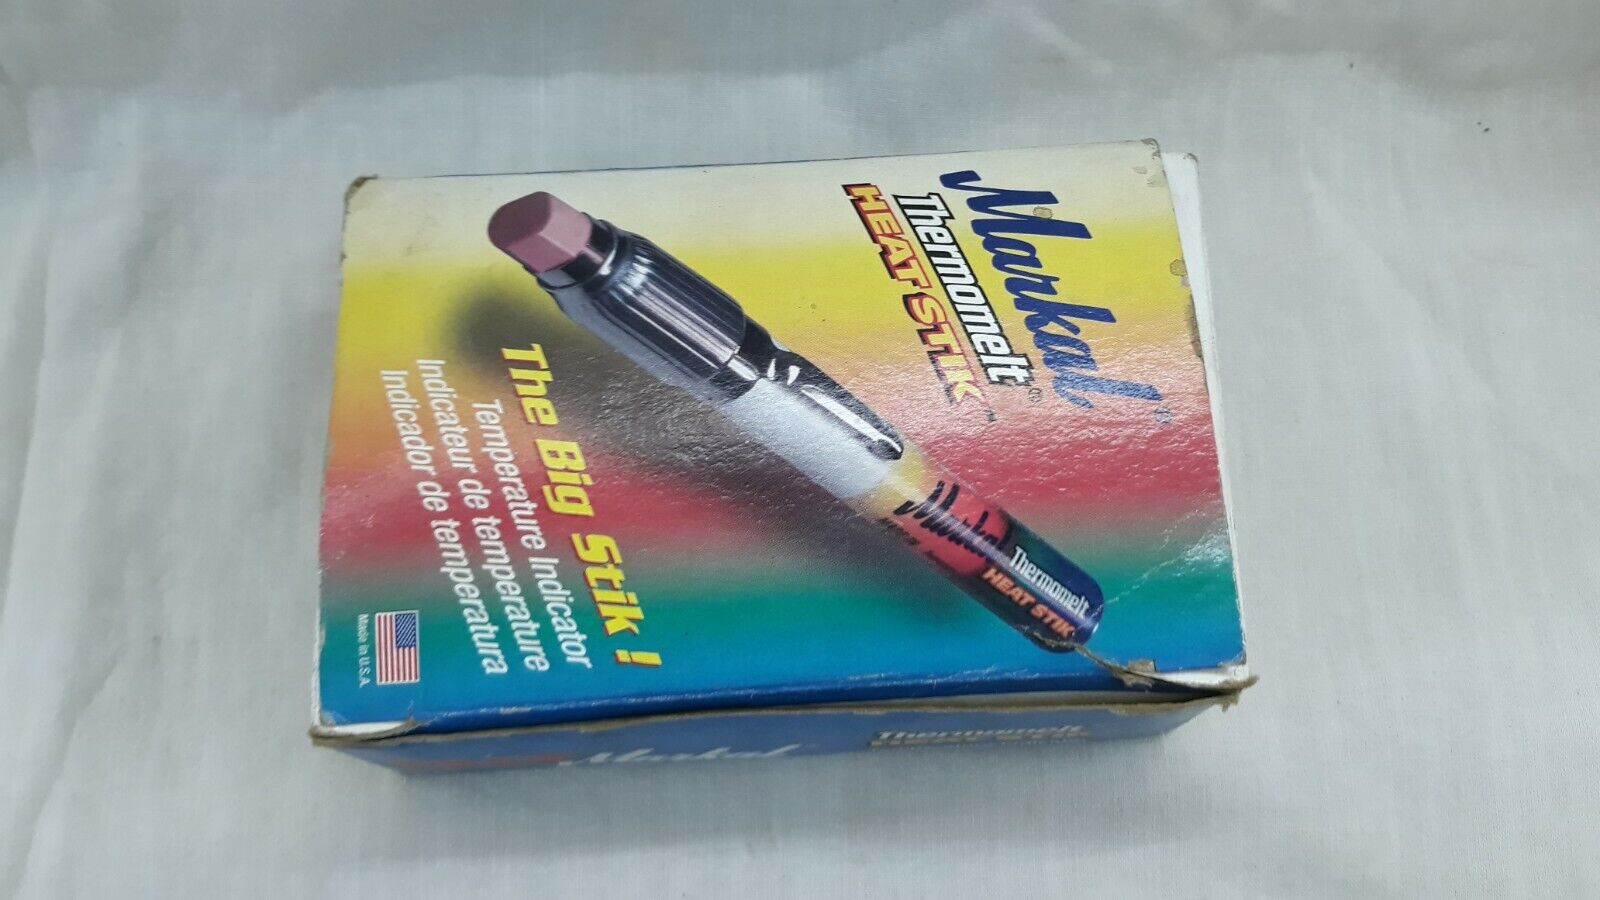 Markal®
Thermomelt®
HEAT STIK™
Markal
Thermomelt
HEAT STIK
The Big Stik !
Temperature Indicator
Indicateur de temperature
Indicador de temperatura
Made in U.S.A.
Markal
Thermomelt